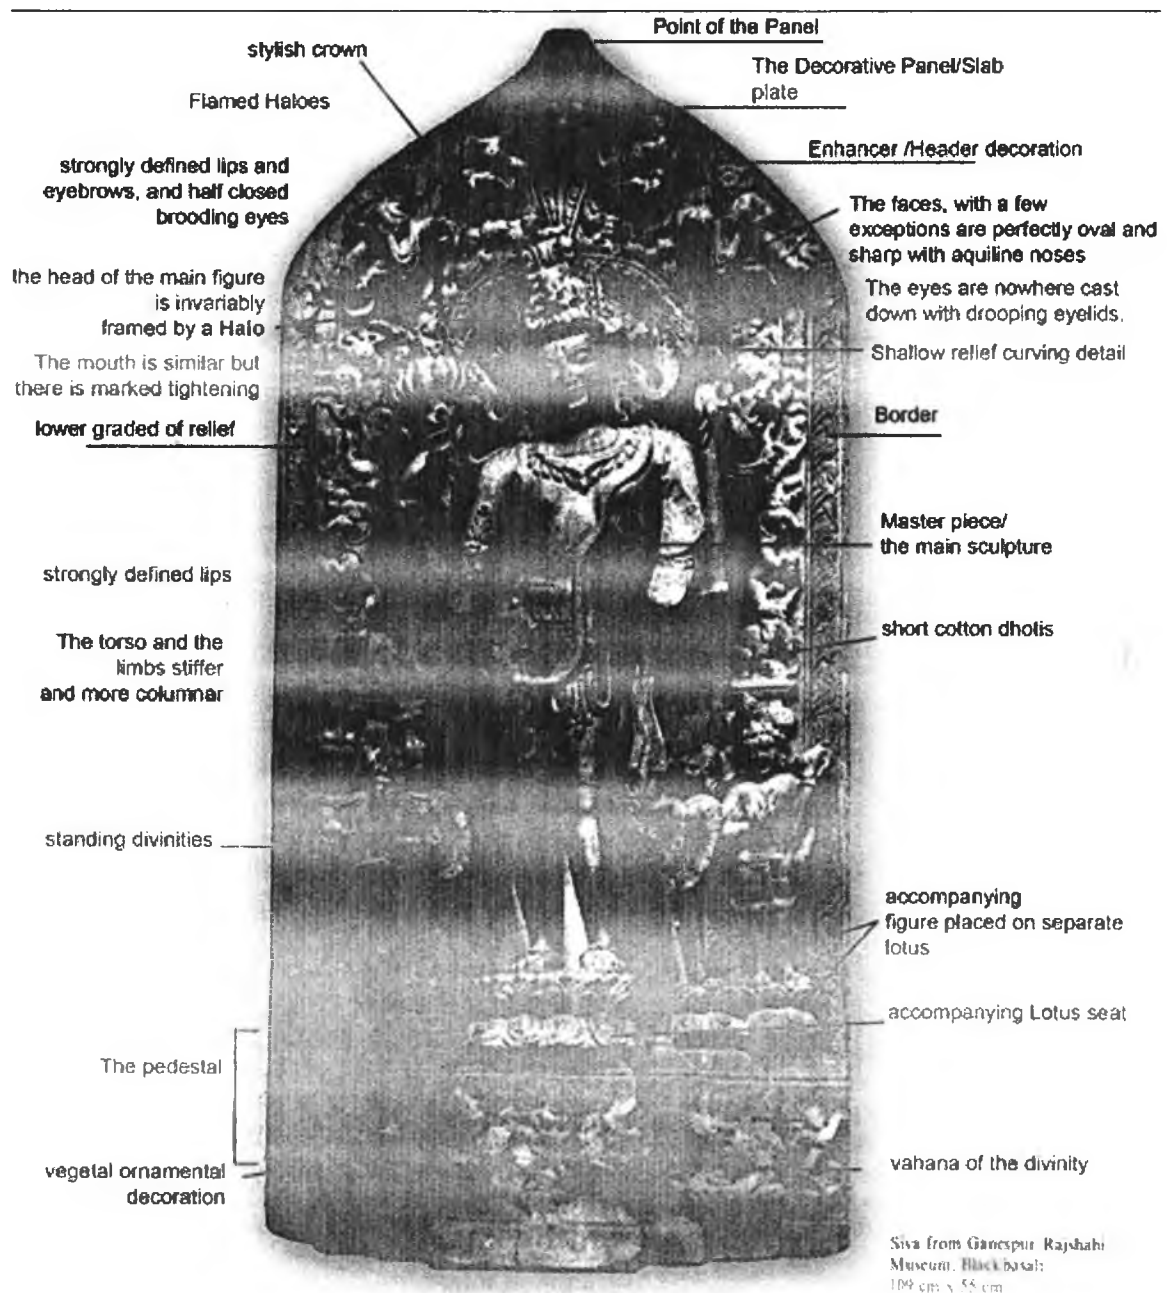 Point of the Panel
stylish crown
The Decorative Panel/Slab
plate
Flamed Haloes
Enhancer /Header decoration
strongly defined lips and
eyebrows, and half closed
brooding eyes
The faces, with a few
exceptions are perfectly oval and
sharp with aquiline noses
the head of the main figure
is invariably
framed by a Halo
The eyes are nowhere cast
down with drooping eyelids.
The mouth is similar but
there is marked tightening
Shallow relief curving detail
lower graded of relief
Border
Master piece/
the main sculpture
strongly defined lips
short cotton dhotis
The torso and the
limbs stiffer
and more columnar
standing divinities
accompanying
figure placed on separate
lotus
accompanying Lotus seat
The pedestal
vegetal ornamental
decoration
vahana of the divinity
Siva from Ganespur Rajshahi
Museum. Black basalt
109 cm x 55 cm